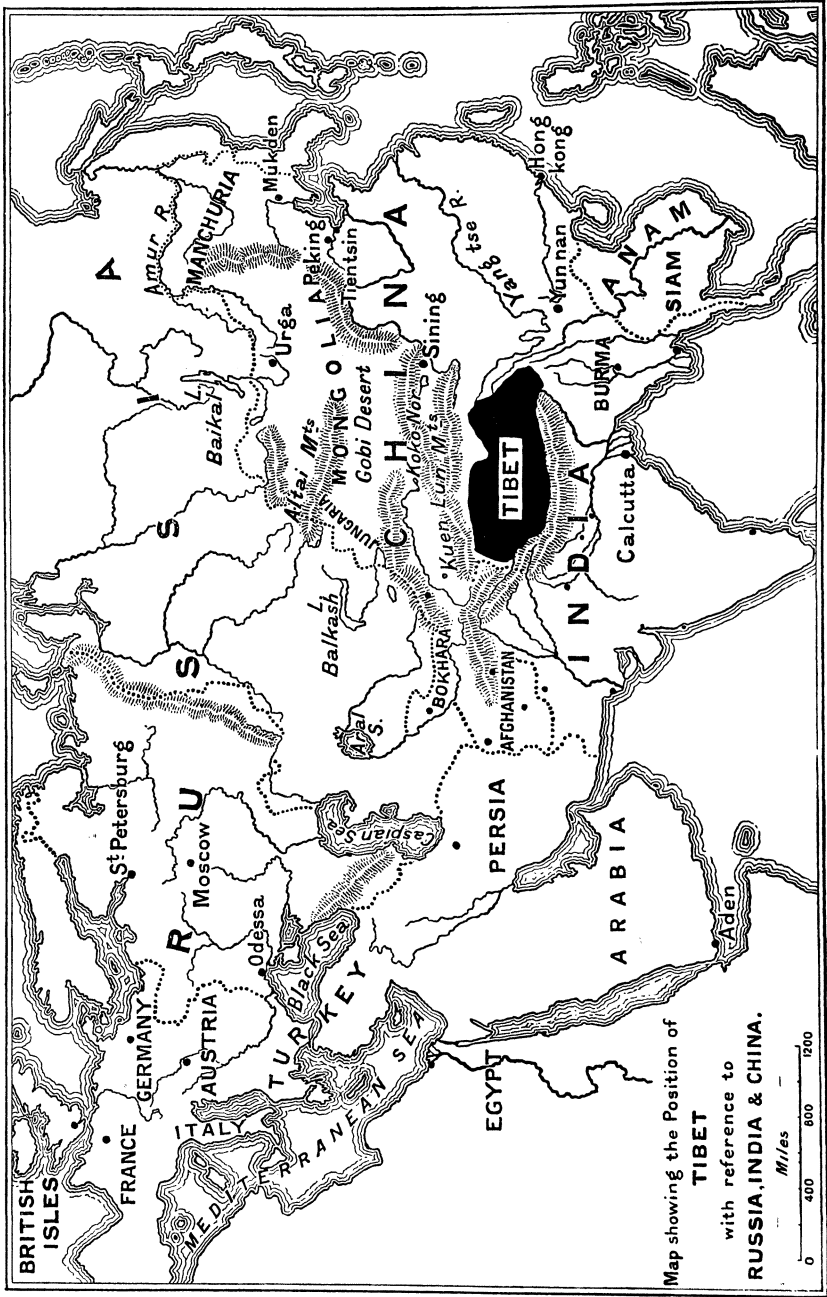 BRITISH
ISLES
FRANCE
GERMANY
AUSTRIA
ITALY
MEDITERRANEAN SEA
TURKEY
Black Sea
Odessa
Moscow
St Petersburg
RUSSIA
Caspian Sea
Aral
S.
L.
Balkash
L.
Baikal
Altai Mts
JUNGARIA
MONGOLIA
Gobi Desert
Urga
Amur R.
MANCHURIA
Mukden
Peking
Tientsin
CHINA
Koko Nor
Sining
Kuen Lun Mts
Yang tse R.
Hong
kong
Yunnan
ANAM
SIAM
BURMA
TIBET
INDIA
Calcutta
BOKHARA
AFGHANISTAN
PERSIA
ARABIA
Aden
EGYPT
Map showing the Position of
TIBET
with reference to
RUSSIA, INDIA & CHINA.
0 400 800 1200
Miles